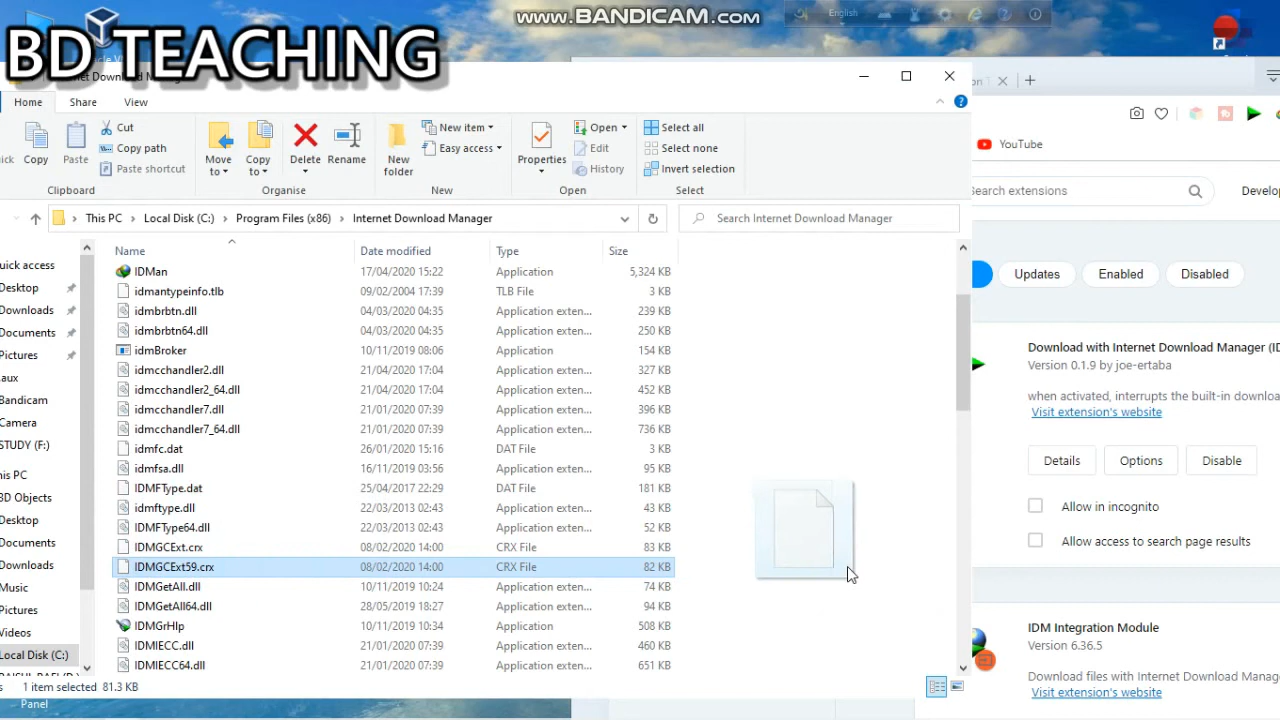 www.BANDICAM.com
English
BD TEACHING
Internet Download Manager
Home Share View
Copy
Paste
Cut
Copy path
Paste shortcut
Clipboard
Move to
Copy to
Delete
Rename
Organise
New folder
New item
Easy access
New
Properties
Open
Edit
History
Open
Select all
Select none
Invert selection
Select
YouTube
This PC > Local Disk (C:) > Program Files (x86) > Internet Download Manager
Search Internet Download Manager
Search extensions
Develo
uick access
Desktop
Downloads
Documents
Pictures
aux
Bandicam
Camera
STUDY (F:)
his PC
3D Objects
Desktop
Documents
Downloads
Music
Pictures
Videos
Local Disk (C:)
Name Date modified Type Size
IDMan 17/04/2020 15:22 Application 5,324 KB
idmantypeinfo.tlb 09/02/2004 17:39 TLB File 3 KB
idmbrbtn.dll 04/03/2020 04:35 Application exten... 239 KB
idmbrbtn64.dll 04/03/2020 04:35 Application exten... 250 KB
idmBroker 10/11/2019 08:06 Application 154 KB
idmcchandler2.dll 21/04/2020 17:04 Application exten... 327 KB
idmcchandler2_64.dll 21/04/2020 17:04 Application exten... 452 KB
idmcchandler7.dll 21/01/2020 07:39 Application exten... 396 KB
idmcchandler7_64.dll 21/01/2020 07:39 Application exten... 736 KB
idmfc.dat 26/01/2020 15:16 DAT File 3 KB
idmfsa.dll 16/11/2019 03:56 Application exten... 95 KB
IDMFType.dat 25/04/2017 22:29 DAT File 181 KB
idmftype.dll 22/03/2013 02:43 Application exten... 43 KB
IDMFType64.dll 22/03/2013 02:43 Application exten... 52 KB
IDMGCExt.crx 08/02/2020 14:00 CRX File 83 KB
IDMGCExt59.crx 08/02/2020 14:00 CRX File 82 KB
IDMGetAll.dll 10/11/2019 10:24 Application exten... 74 KB
IDMGetAll64.dll 28/05/2019 18:27 Application exten... 94 KB
IDMGrHlp 10/11/2019 10:34 Application 508 KB
IDMIECC.dll 21/01/2020 07:39 Application exten... 460 KB
IDMIECC64.dll 21/01/2020 07:39 Application exten... 651 KB
Updates Enabled Disabled
Download with Internet Download Manager (ID
Version 0.1.9 by joe-ertaba
when activated, interrupts the built-in downloa
Visit extension's website
Details Options Disable
Allow in incognito
Allow access to search page results
IDM Integration Module
Version 6.36.5
Download files with Internet Download Manage
Visit extension's website
1 item selected 81.3 KB
Panel